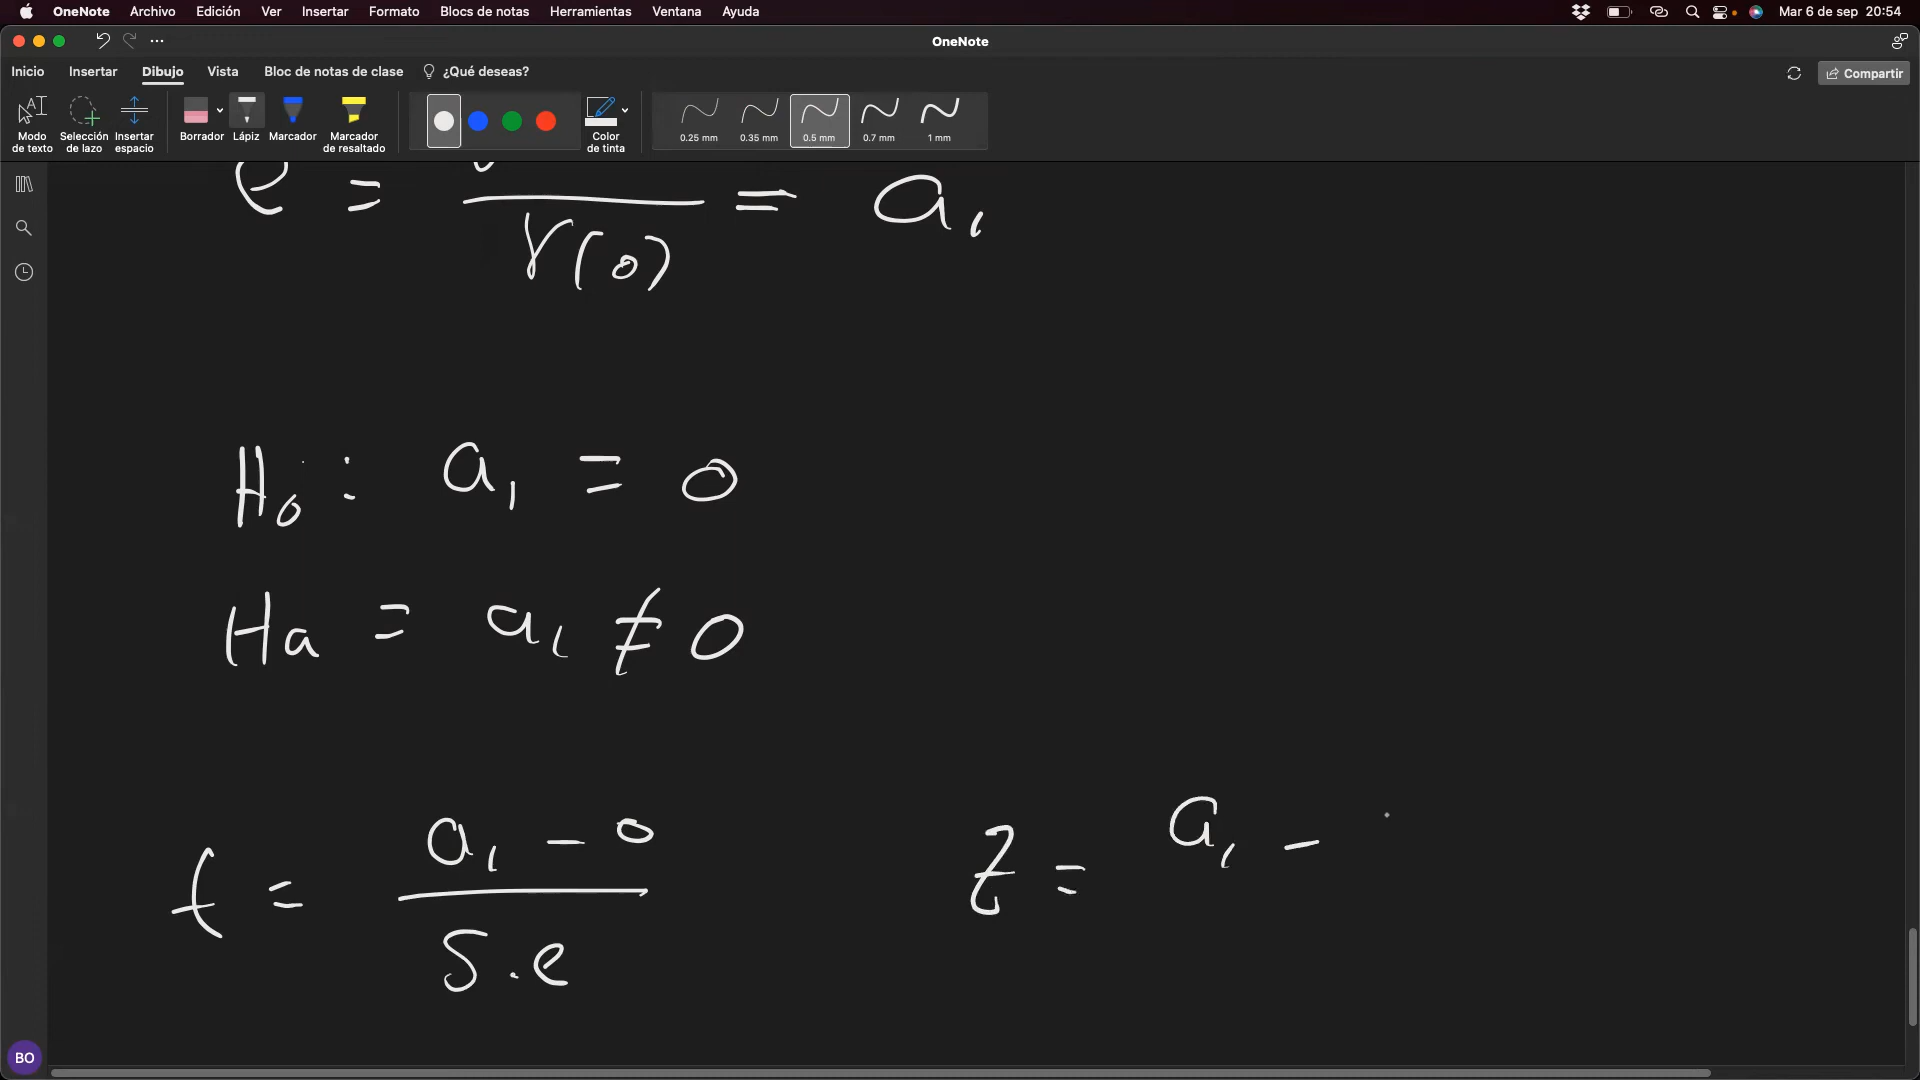 OneNote Archivo Edición Ver Insertar Formato Blocs de notas Herramientas Ventana Ayuda Mar 6 de sep 20:54
OneNote
Inicio Insertar Dibujo Vista Bloc de notas de clase ¿Qué deseas? Compartir
Modo de texto
Selección de lazo
Insertar espacio
Borrador
Lápiz
Marcador
Marcador de resaltado
Color de tinta
0.25 mm 0.35 mm 0.5 mm 0.7 mm 1 mm
= a₁
γ(0)
H₀ : a₁ = 0
Ha = a₁ ≠ 0
t = a₁ - 0
S.e
Z = a₁ -
BO